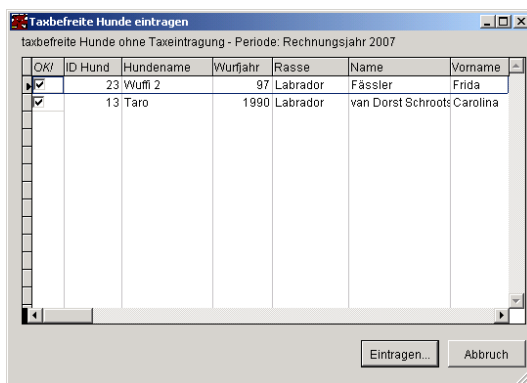 Taxbefreite Hunde eintragen
taxbefreite Hunde ohne Taxeintragung - Periode: Rechnungsjahr 2007
OK! ID Hund Hundename Wurfjahr Rasse Name Vorname
23 Wuffi 2 97 Labrador Fässler Frida
13 Taro 1990 Labrador van Dorst Schroots Carolina
Eintragen... Abbruch